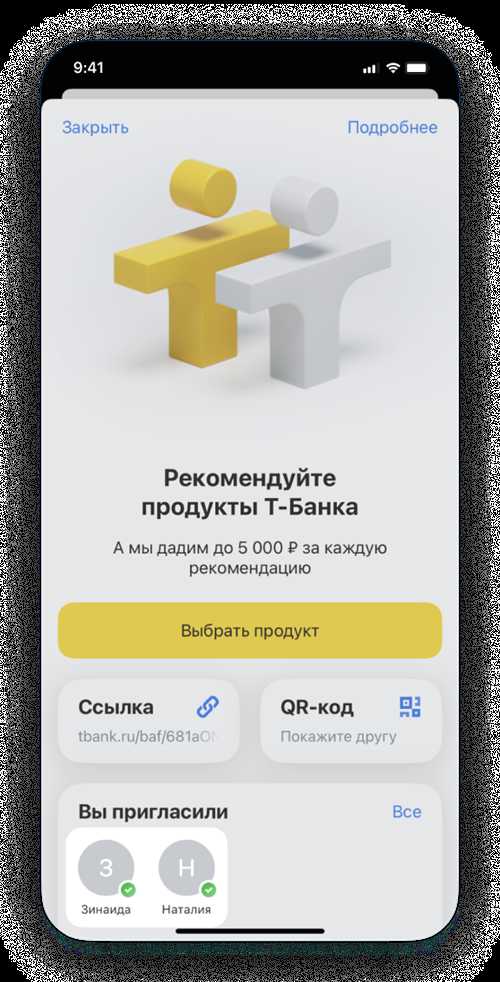 9:41
Закрыть
Подробнее
Рекомендуйте
продукты Т-Банка
А мы дадим до 5 000 ₽ за каждую
рекомендацию
Выбрать продукт
Ссылка
tbank.ru/baf/681aO
QR-код
Покажите другу
Вы пригласили
Все
З
Н
Зинаида
Наталия